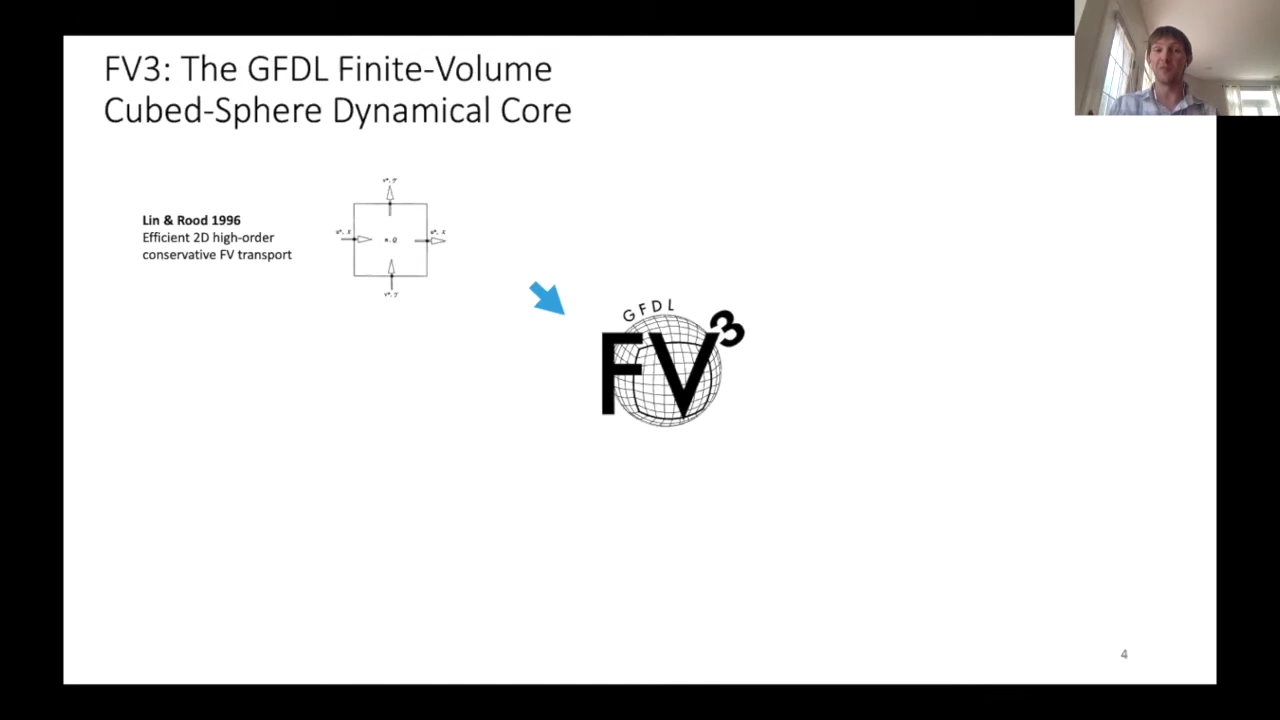 FV3: The GFDL Finite-Volume
Cubed-Sphere Dynamical Core
Lin & Rood 1996
Efficient 2D high-order
conservative FV transport
GFDL
FV3
4